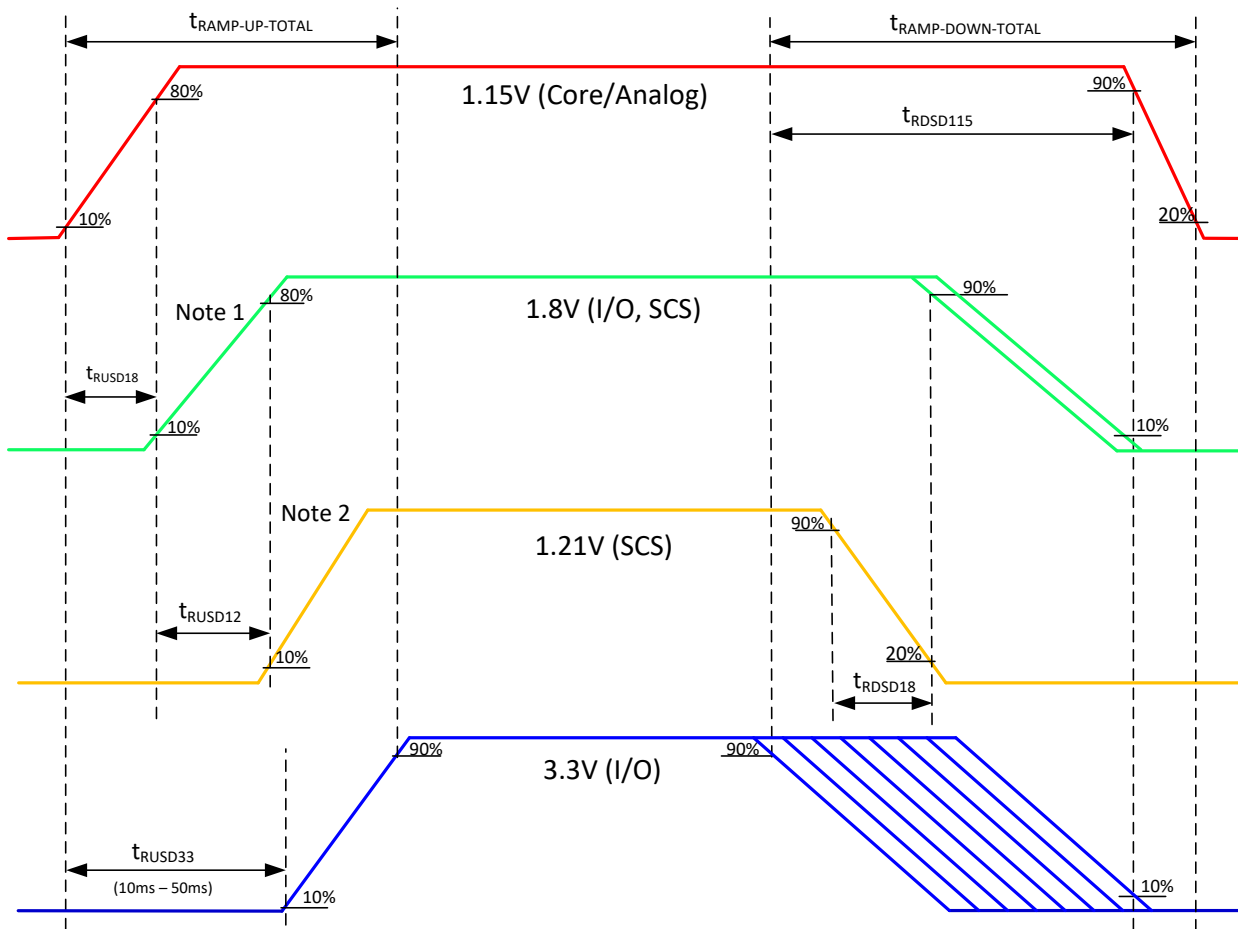 tRAMP-UP-TOTAL
tRAMP-DOWN-TOTAL
80%
1.15V (Core/Analog)
90%
tRDSD115
10%
20%
Note 1
80%
1.8V (I/O, SCS)
90%
tRUSD18
10%
10%
Note 2
90%
1.21V (SCS)
tRUSD12
10%
20%
tRDSD18
90%
90%
3.3V (I/O)
tRUSD33
(10ms – 50ms)
10%
10%